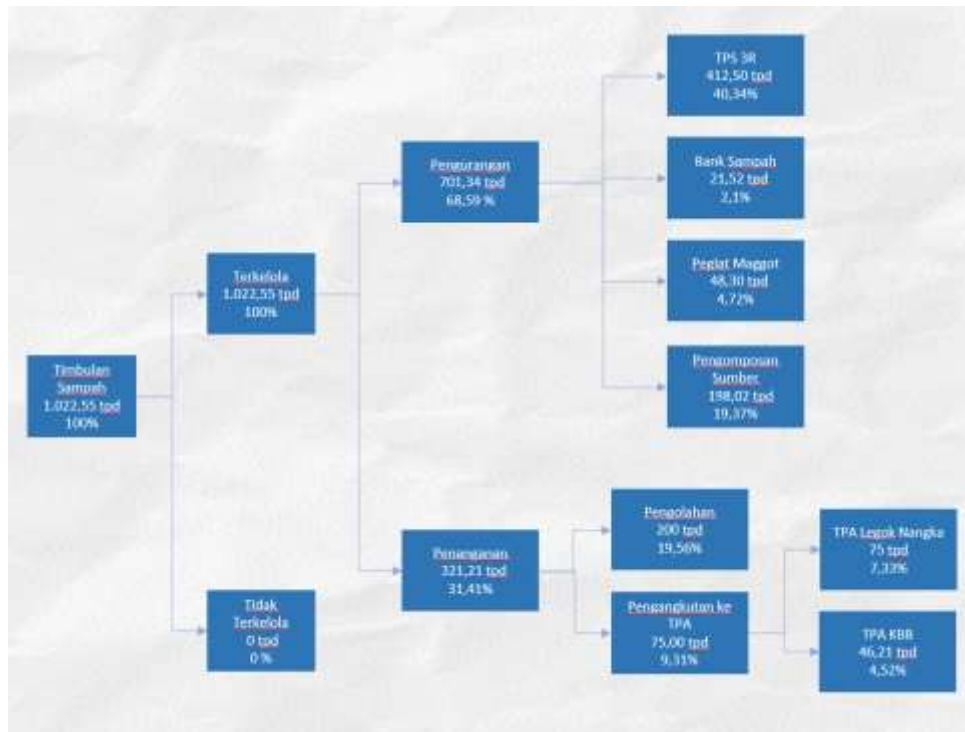 TPS 3R
412,50 tpd
40,34%
Bank Sampah
21,52 tpd
2,1%
Pegiat Maggot
48,30 tpd
4,72%
Pengomposan
Sumber
198,02 tpd
19,37%
Pengurangan
701,34 tpd
68,59 %
Terkelola
1.022,55 tpd
100%
Timbulan
Sampah
1.022,55 tpd
100%
Tidak
Terkelola
0 tpd
0 %
Penanganan
321,21 tpd
31,41%
Pengolahan
200 tpd
19,56%
Pengangkutan ke
TPA
75,00 tpd
9,31%
TPA Legok Nangka
75 tpd
7,33%
TPA KBB
46,21 tpd
4,52%